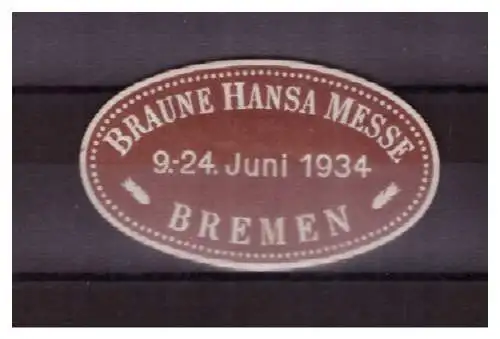 BRAUNE HANSA MESSE
9.-24. Juni 1934
BREMEN